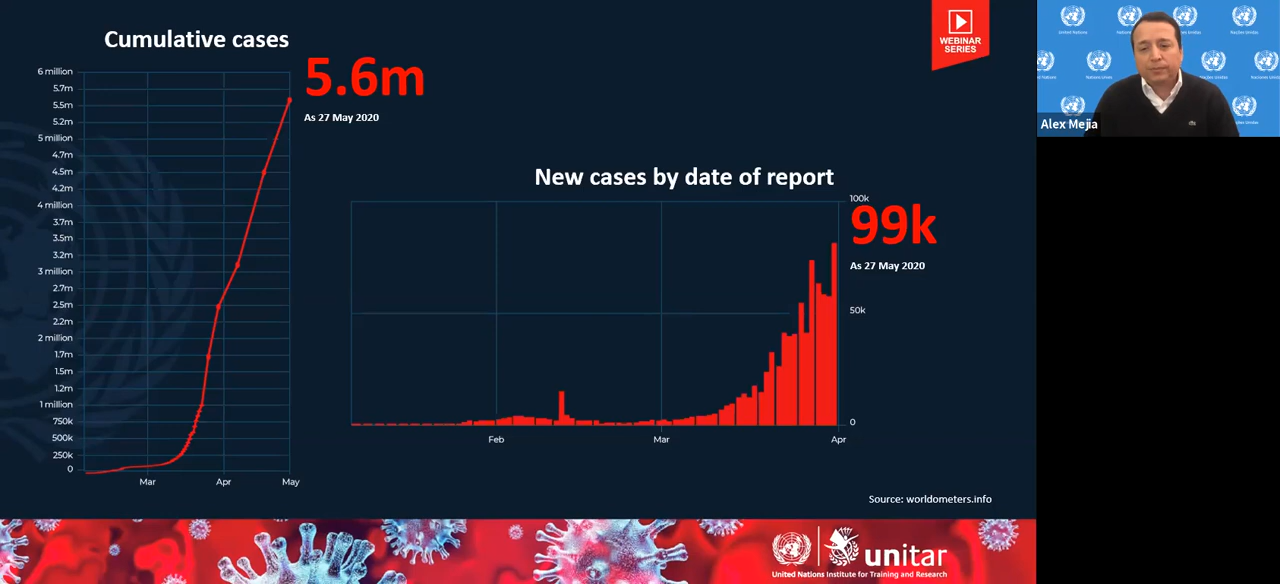 Cumulative cases
6 million
5.7m
5.5m
5.2m
5 million
4.7m
4.5m
4.2m
4 million
3.7m
3.5m
3.2m
3 million
2.7m
2.5m
2.2m
2 million
1.7m
1.5m
1.2m
1 million
750k
500k
250k
0
Mar Apr May
5.6m
As 27 May 2020
New cases by date of report
100k
50k
0
Feb Mar Apr
99k
As 27 May 2020
Source: worldometers.info
WEBINAR
SERIES
unitar
United Nations Institute for Training and Research
United Nations
Nações Unidas
Alex Mejia